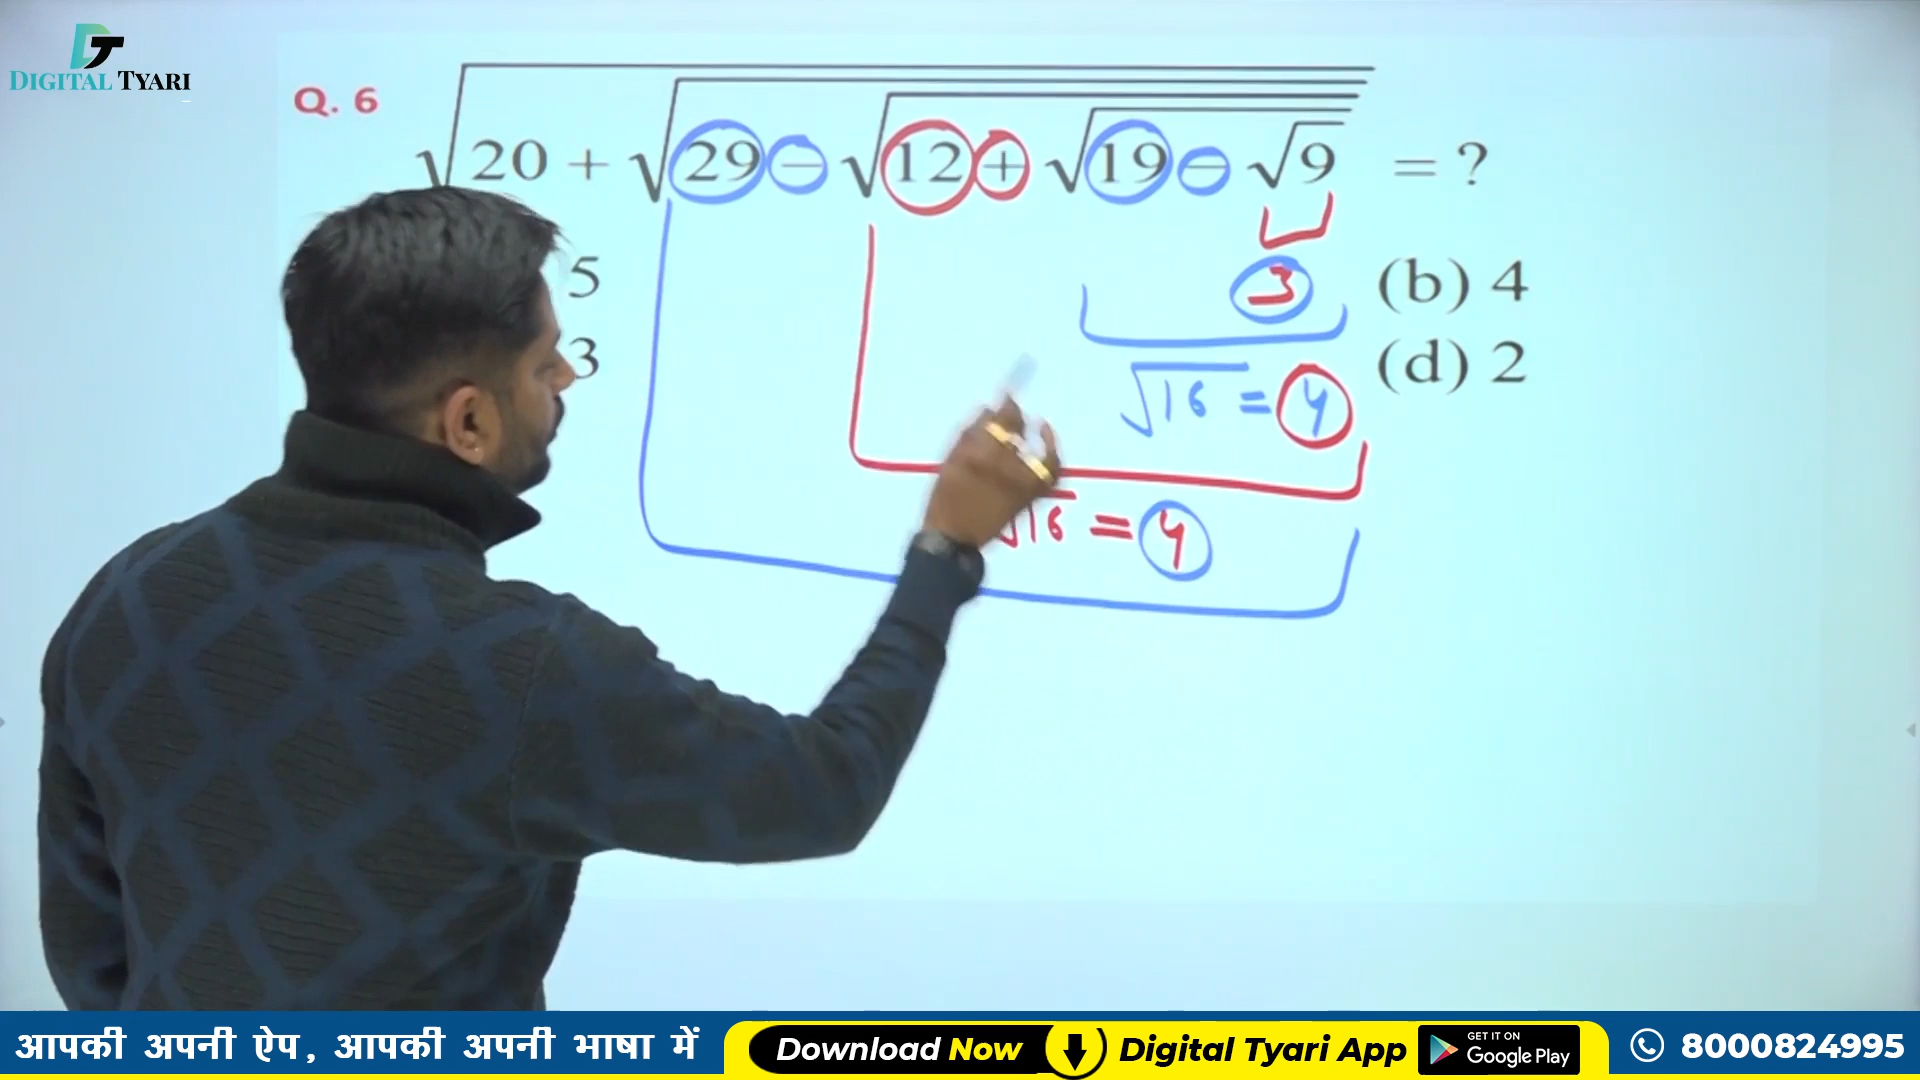 DIGITAL TYARI
Q. 6
√20 + √29 − √12 + √19 − √9 = ?
3
5 (b) 4
√16 = 4
3 (d) 2
√16 = 4
आपकी अपनी ऐप, आपकी अपनी भाषा में
Download Now
Digital Tyari App
GET IT ON
Google Play
8000824995